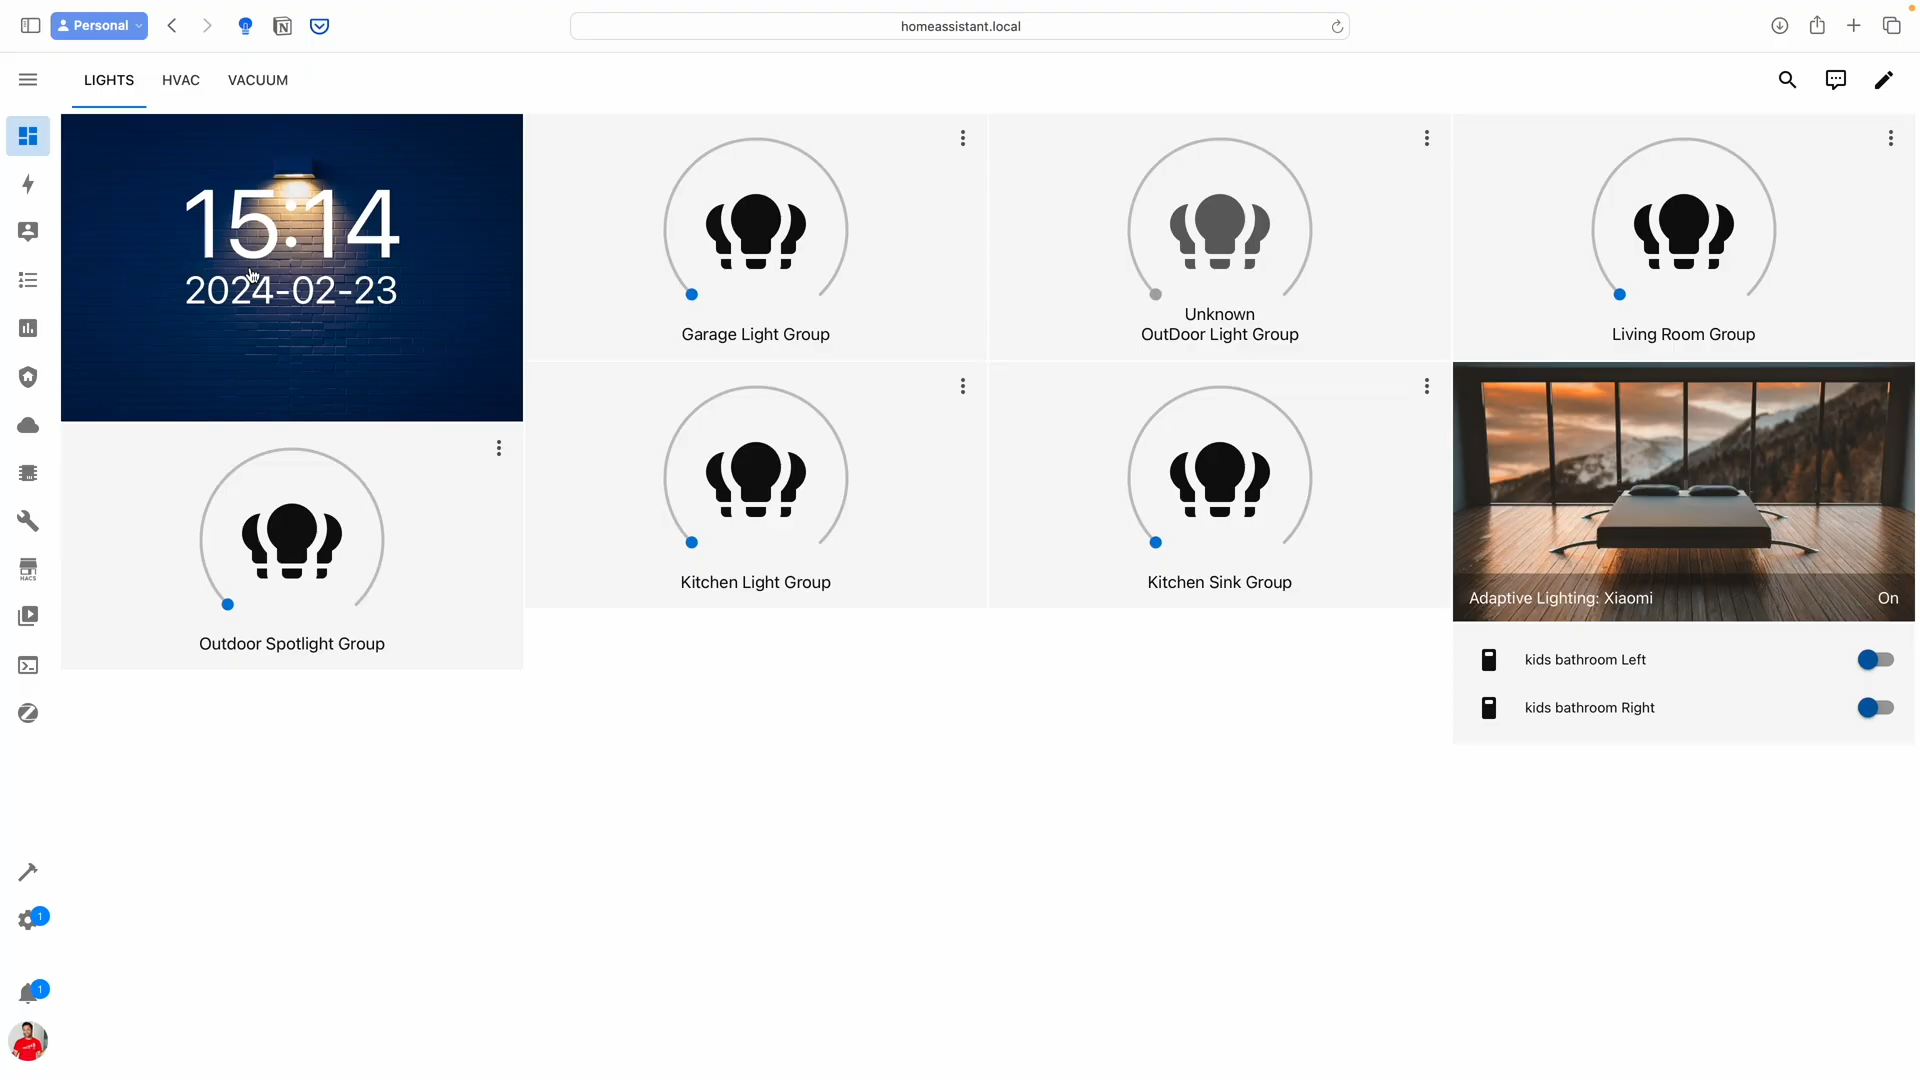 Personal
homeassistant.local
LIGHTS
HVAC
VACUUM
15:14
2024-02-23
Garage Light Group
Unknown
OutDoor Light Group
Living Room Group
Outdoor Spotlight Group
Kitchen Light Group
Kitchen Sink Group
Adaptive Lighting: Xiaomi
On
kids bathroom Left
kids bathroom Right
HACS
1
1